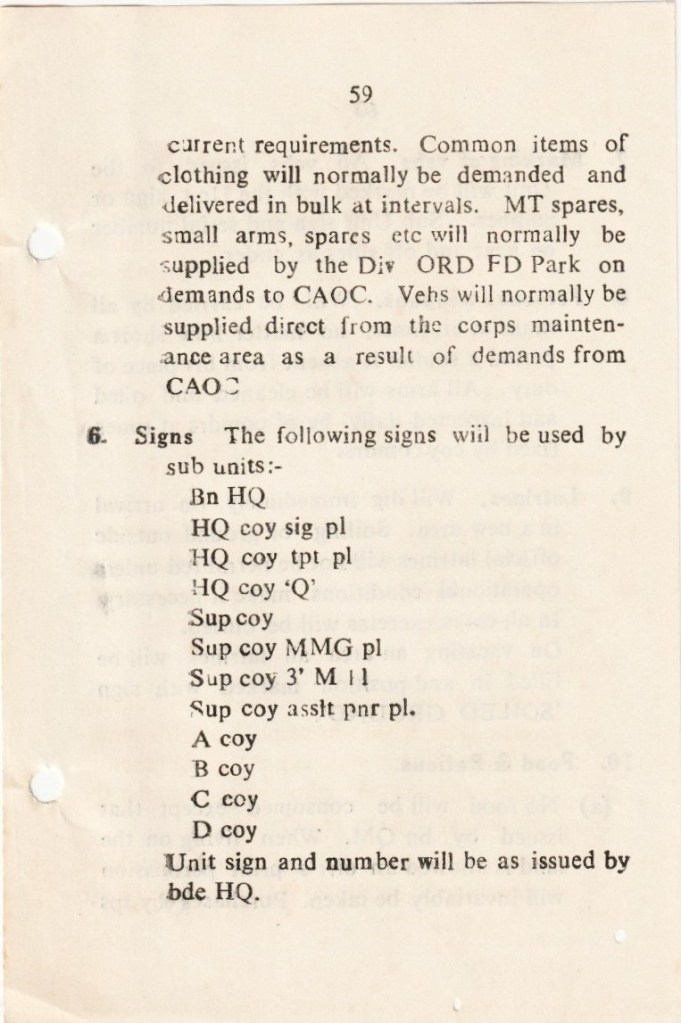 59
current requirements. Common items of
clothing will normally be demanded and
delivered in bulk at intervals. MT spares,
small arms, spares etc will normally be
supplied by the Div ORD FD Park on
demands to CAOC. Vehs will normally be
supplied direct from the corps mainten-
ance area as a result of demands from
CAOC
6. Signs The following signs will be used by
sub units:-
Bn HQ
HQ coy sig pl
HQ coy tpt pl
HQ coy ‘Q’
Sup coy
Sup coy MMG pl
Sup coy 3’ M
Sup coy asslt pnr pl.
A coy
B coy
C coy
D coy
Unit sign and number will be as issued by
bde HQ.